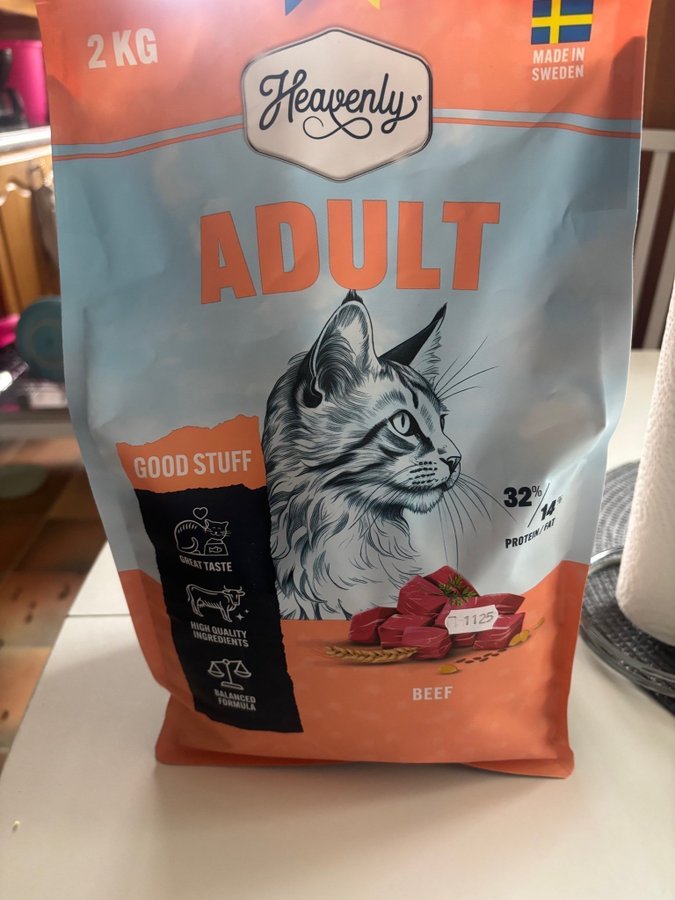 2 KG
Heavenly
MADE IN
SWEDEN
ADULT
GOOD STUFF
GREAT TASTE
HIGH QUALITY
INGREDIENTS
BALANCED
FORMULA
32%/14%
PROTEIN/FAT
1125
BEEF